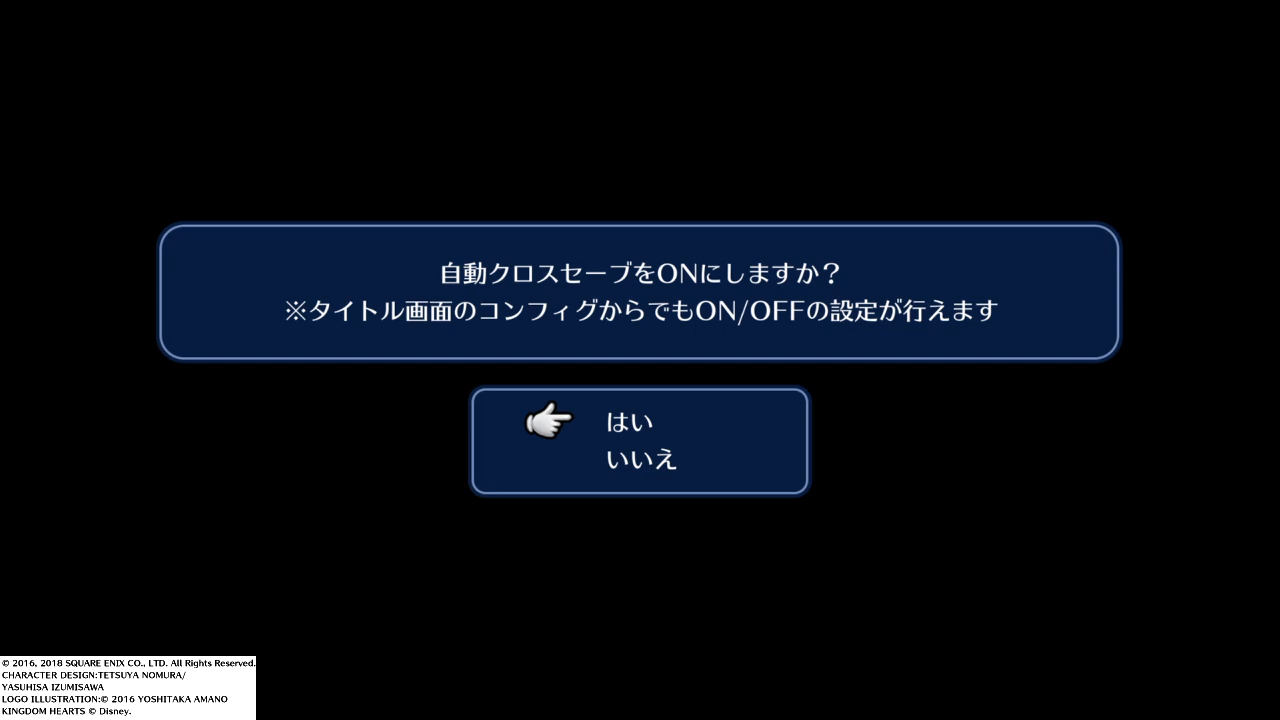 自動クロスセーブをONにしますか？
※タイトル画面のコンフィグからでもON/OFFの設定が行えます
はい
いいえ
© 2016, 2018 SQUARE ENIX CO., LTD. All Rights Reserved.
CHARACTER DESIGN:TETSUYA NOMURA/
YASUHISA IZUMISAWA
LOGO ILLUSTRATION:© 2016 YOSHITAKA AMANO
KINGDOM HEARTS © Disney.